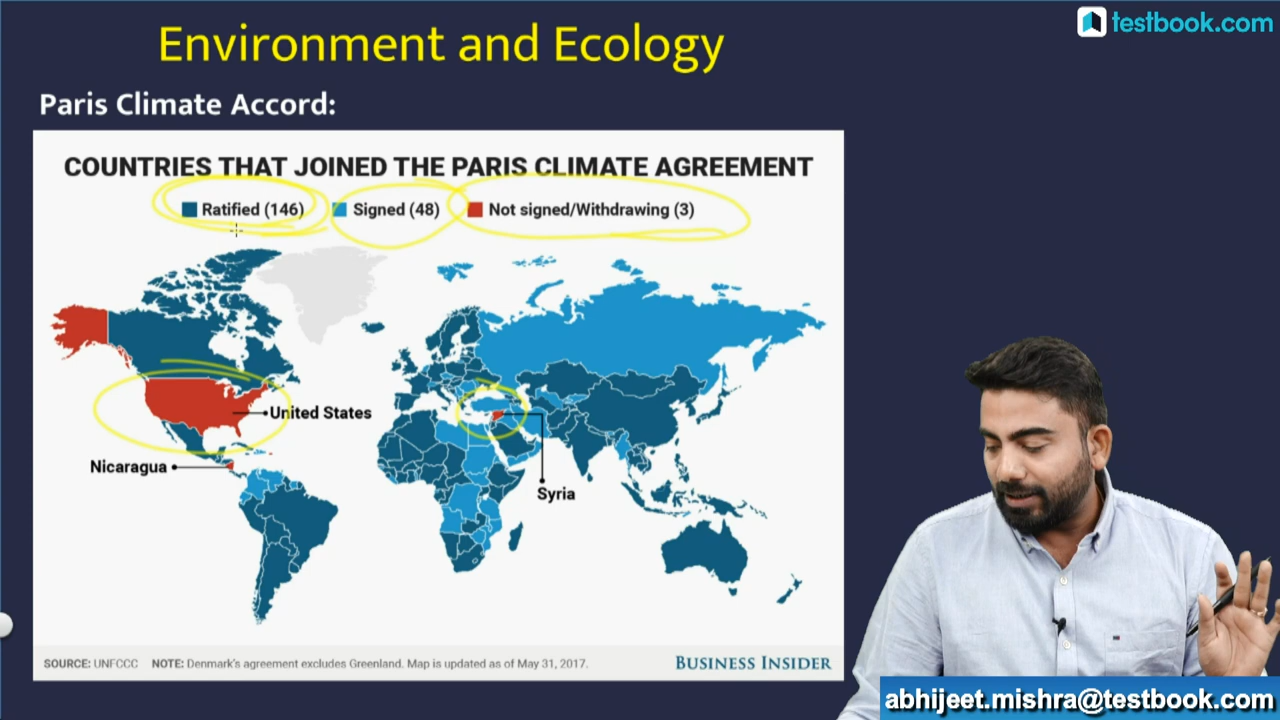 testbook.com
Environment and Ecology
Paris Climate Accord:
COUNTRIES THAT JOINED THE PARIS CLIMATE AGREEMENT
Ratified (146) Signed (48) Not signed/Withdrawing (3)
United States
Nicaragua
Syria
SOURCE: UNFCCC NOTE: Denmark's agreement excludes Greenland. Map is updated as of May 31, 2017.
BUSINESS INSIDER
abhijeet.mishra@testbook.com